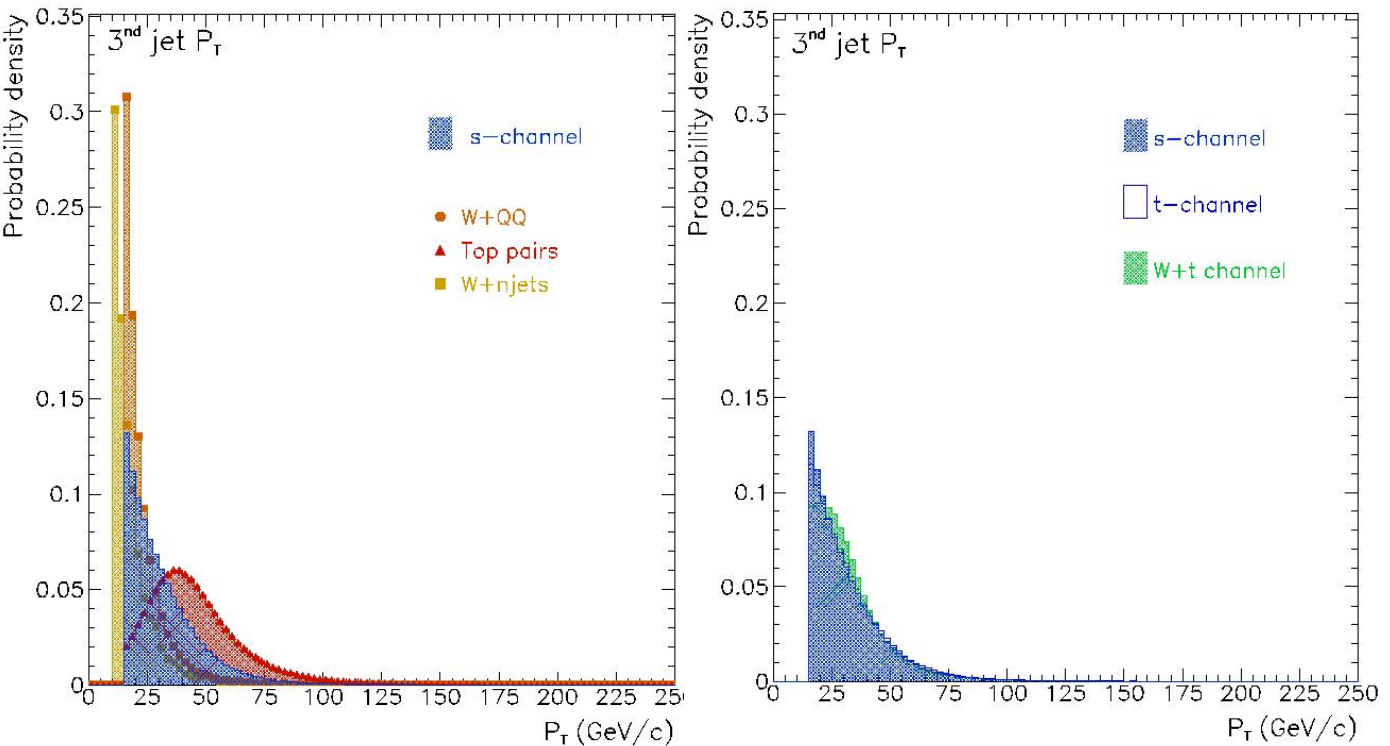 3nd jet PT
Probability density
0.35
0.3
0.25
0.2
0.15
0.1
0.05
0
s-channel
W+QQ
Top pairs
W+njets
0 25 50 75 100 125 150 175 200 225 25
PT (GeV/c)
3nd jet PT
Probability density
0.35
0.3
0.25
0.2
0.15
0.1
0.05
0
s-channel
t-channel
W+t channel
0 25 50 75 100 125 150 175 200 225 250
PT (GeV/c)